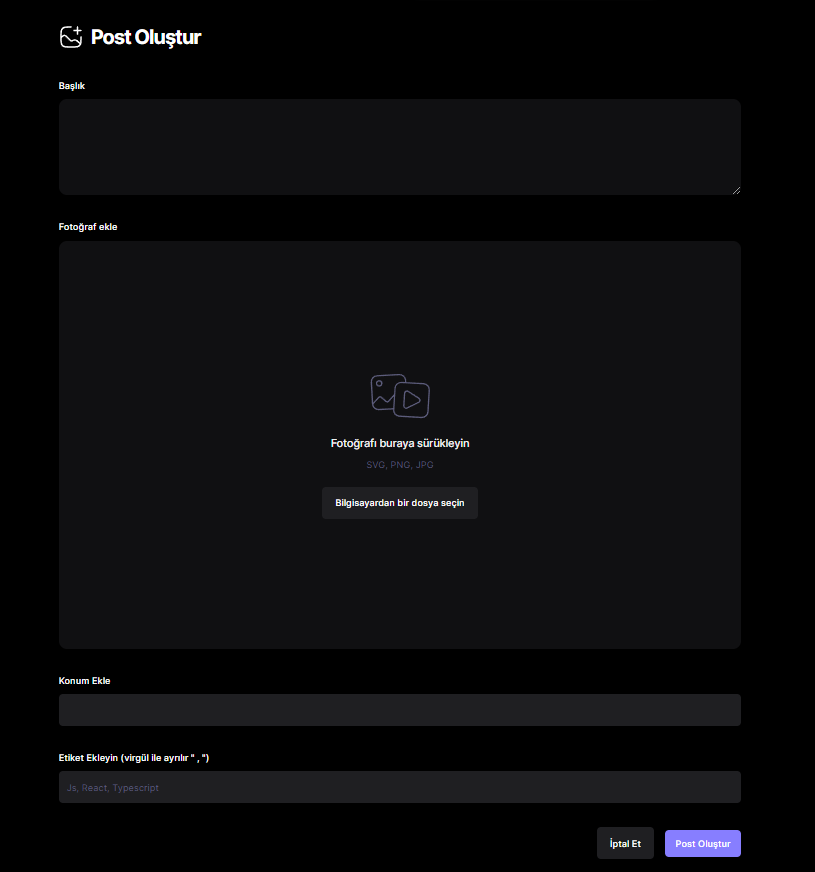 Post Oluştur
Başlık
Fotoğraf ekle
Fotoğrafı buraya sürükleyin
SVG, PNG, JPG
Bilgisayardan bir dosya seçin
Konum Ekle
Etiket Ekleyin (virgül ile ayrılır " , ")
Js, React, Typescript
İptal Et
Post Oluştur